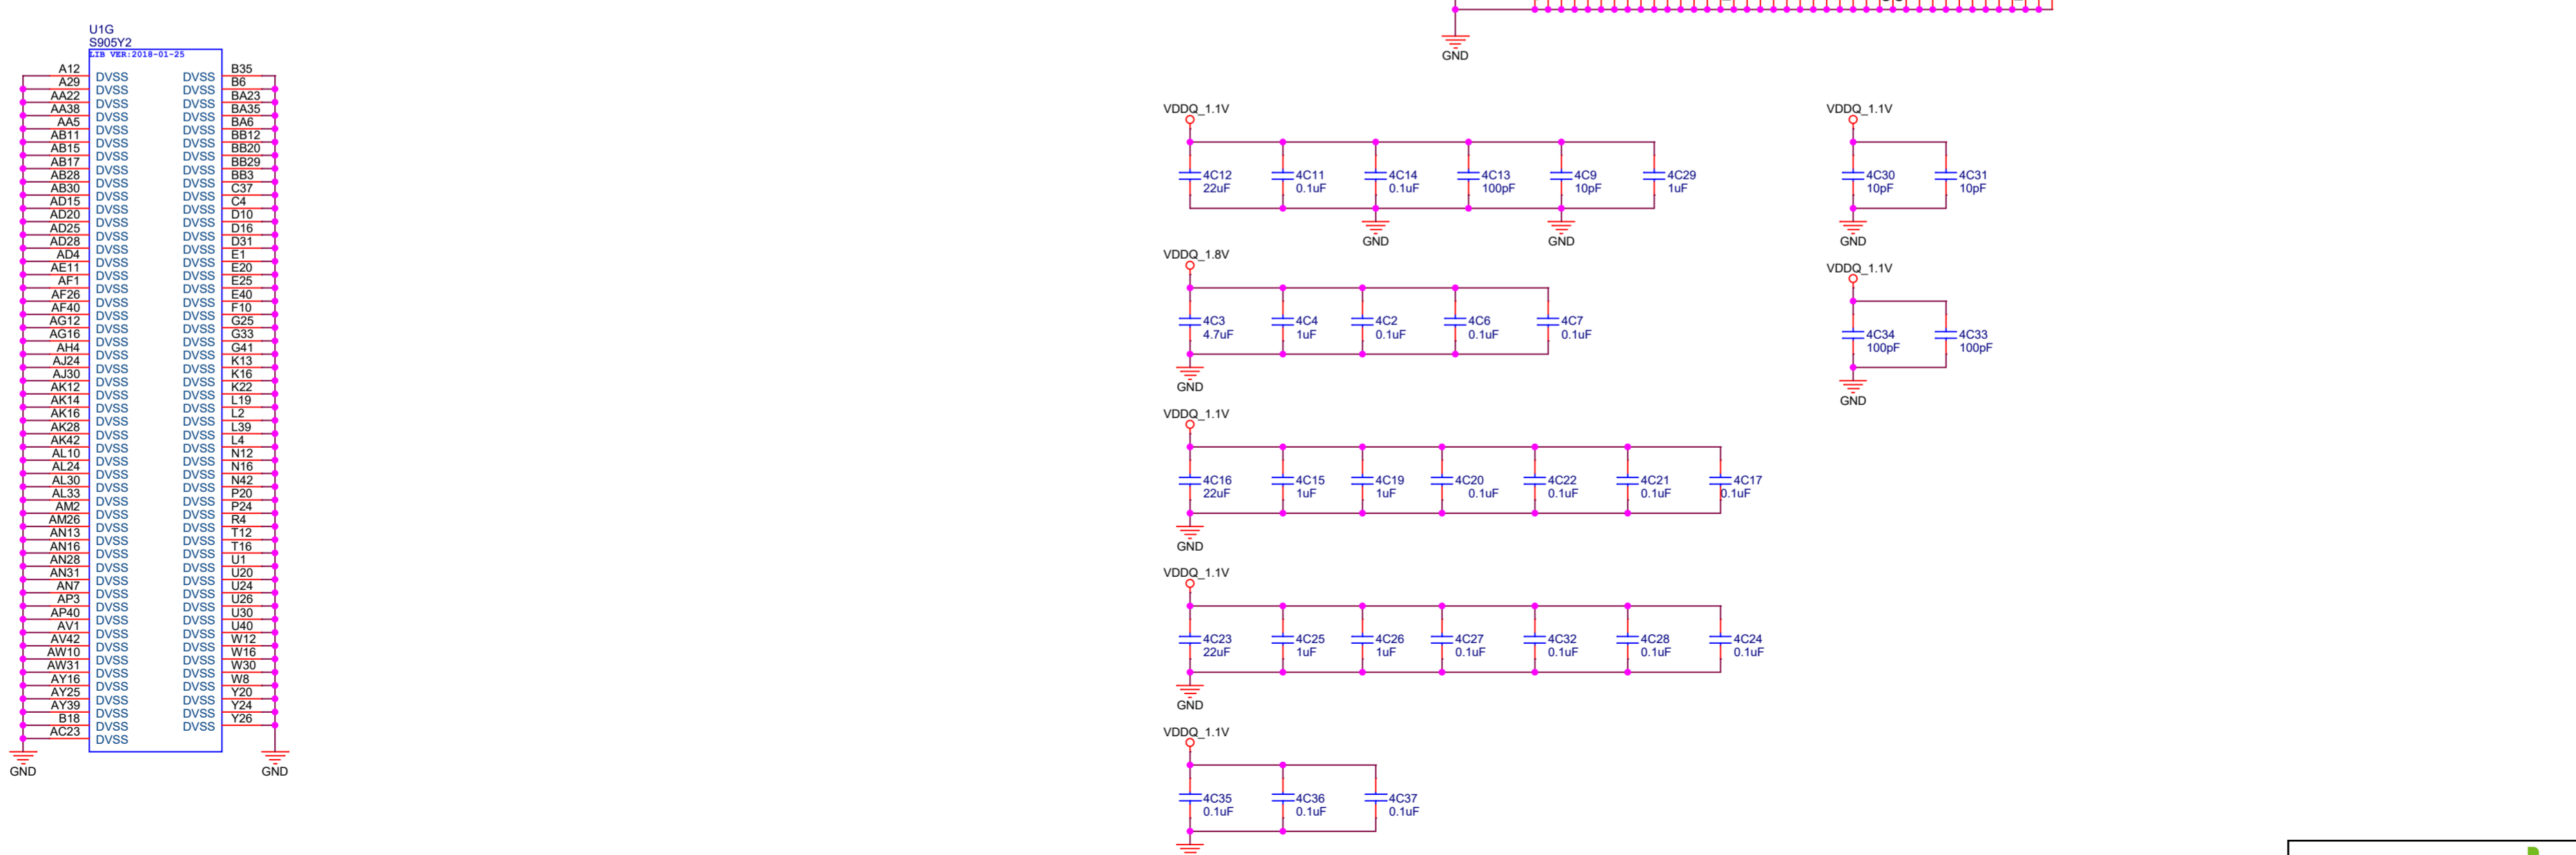 U1G
S905Y2
LIB VER:2018-01-25
A12 DVSS DVSS B35
A29 DVSS DVSS B6
AA22 DVSS DVSS BA23
AA38 DVSS DVSS BA35
AA5 DVSS DVSS BA6
AB11 DVSS DVSS BB12
AB15 DVSS DVSS BB20
AB17 DVSS DVSS BB29
AB28 DVSS DVSS BB3
AB30 DVSS DVSS C37
AD15 DVSS DVSS C4
AD20 DVSS DVSS D10
AD25 DVSS DVSS D16
AD28 DVSS DVSS D31
AD4 DVSS DVSS E1
AE11 DVSS DVSS E20
AF1 DVSS DVSS E25
AF26 DVSS DVSS E40
AF40 DVSS DVSS F10
AG12 DVSS DVSS G25
AG16 DVSS DVSS G33
AH4 DVSS DVSS G41
AJ24 DVSS DVSS K13
AJ30 DVSS DVSS K16
AK12 DVSS DVSS K22
AK14 DVSS DVSS L19
AK16 DVSS DVSS L2
AK28 DVSS DVSS L39
AK42 DVSS DVSS L4
AL10 DVSS DVSS N12
AL24 DVSS DVSS N16
AL30 DVSS DVSS N42
AL33 DVSS DVSS P20
AM2 DVSS DVSS P24
AM26 DVSS DVSS R4
AN13 DVSS DVSS T12
AN16 DVSS DVSS T16
AN28 DVSS DVSS U1
AN31 DVSS DVSS U20
AN7 DVSS DVSS U24
AP3 DVSS DVSS U26
AP40 DVSS DVSS U30
AV1 DVSS DVSS U40
AV42 DVSS DVSS W12
AW10 DVSS DVSS W16
AW31 DVSS DVSS W30
AY16 DVSS DVSS W8
AY25 DVSS DVSS Y20
AY39 DVSS DVSS Y24
B18 DVSS DVSS Y26
AC23 DVSS
GND GND
GND
VDDQ_1.1V
4C12 4C11 4C14 4C13 4C9 4C29
22uF 0.1uF 0.1uF 100pF 10pF 1uF
GND GND
VDDQ_1.8V
4C3 4C4 4C2 4C6 4C7
4.7uF 1uF 0.1uF 0.1uF 0.1uF
GND
VDDQ_1.1V
4C16 4C15 4C19 4C20 4C22 4C21 4C17
22uF 1uF 1uF 0.1uF 0.1uF 0.1uF 0.1uF
GND
VDDQ_1.1V
4C23 4C25 4C26 4C27 4C32 4C28 4C24
22uF 1uF 1uF 0.1uF 0.1uF 0.1uF 0.1uF
GND
VDDQ_1.1V
4C35 4C36 4C37
0.1uF 0.1uF 0.1uF
VDDQ_1.1V
4C30 4C31
10pF 10pF
GND
VDDQ_1.1V
4C34 4C33
100pF 100pF
GND